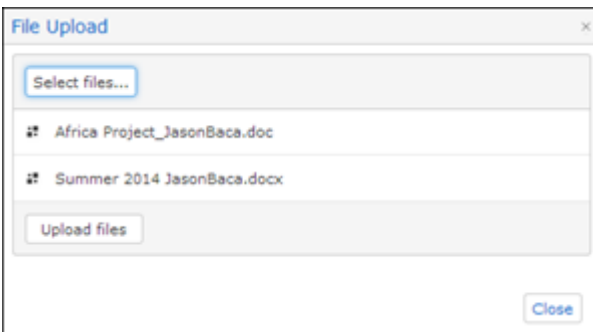 File Upload ×
Select files...
Africa Project_JasonBaca.doc
Summer 2014 JasonBaca.docx
Upload files
Close